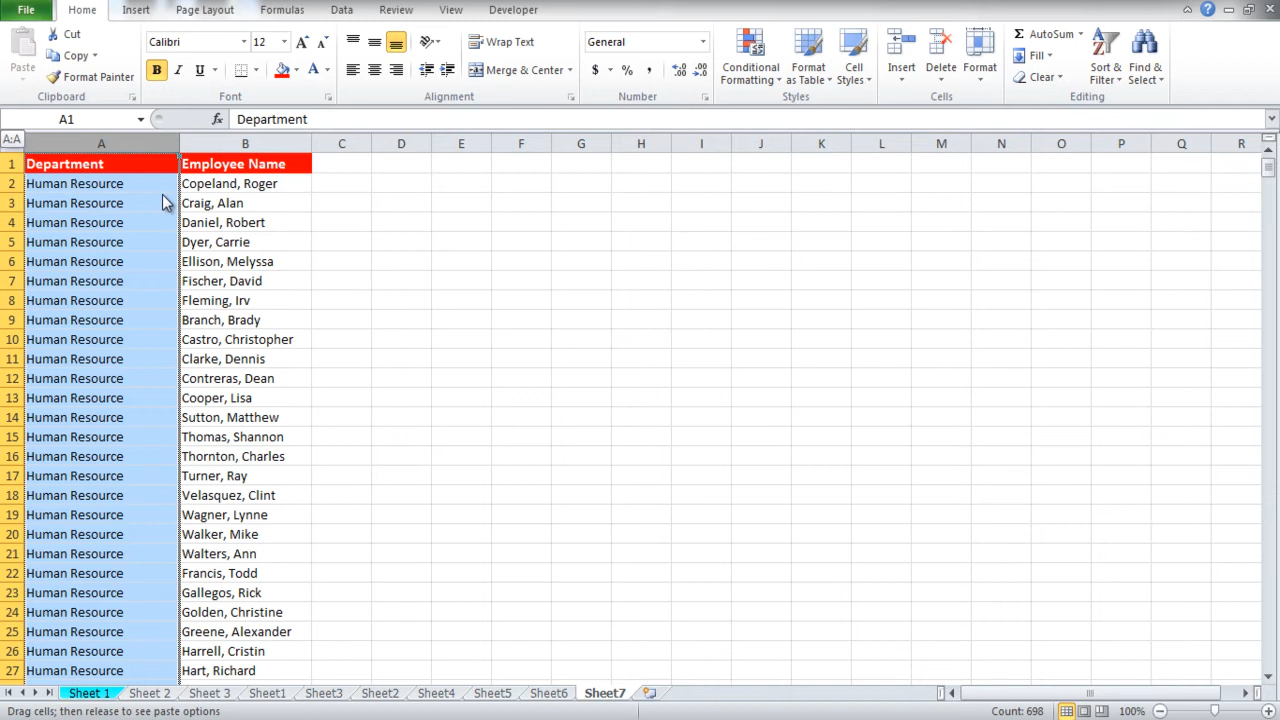 File Home Insert Page Layout Formulas Data Review View Developer
Cut Calibri 12 Wrap Text General AutoSum
Copy Fill
Paste Format Painter B I U Merge & Center $ % , Conditional Formatting Format as Table Cell Styles Insert Delete Format Clear Sort & Filter Find & Select
Clipboard Font Alignment Number Styles Cells Editing
A1 fx Department
A:A A B C D E F G H I J K L M N O P Q R
1 Department Employee Name
2 Human Resource Copeland, Roger
3 Human Resource Craig, Alan
4 Human Resource Daniel, Robert
5 Human Resource Dyer, Carrie
6 Human Resource Ellison, Melyssa
7 Human Resource Fischer, David
8 Human Resource Fleming, Irv
9 Human Resource Branch, Brady
10 Human Resource Castro, Christopher
11 Human Resource Clarke, Dennis
12 Human Resource Contreras, Dean
13 Human Resource Cooper, Lisa
14 Human Resource Sutton, Matthew
15 Human Resource Thomas, Shannon
16 Human Resource Thornton, Charles
17 Human Resource Turner, Ray
18 Human Resource Velasquez, Clint
19 Human Resource Wagner, Lynne
20 Human Resource Walker, Mike
21 Human Resource Walters, Ann
22 Human Resource Francis, Todd
23 Human Resource Gallegos, Rick
24 Human Resource Golden, Christine
25 Human Resource Greene, Alexander
26 Human Resource Harrell, Cristin
27 Human Resource Hart, Richard
Sheet 1 Sheet 2 Sheet 3 Sheet1 Sheet3 Sheet2 Sheet4 Sheet5 Sheet6 Sheet7
Drag cells; then release to see paste options Count: 698 100%